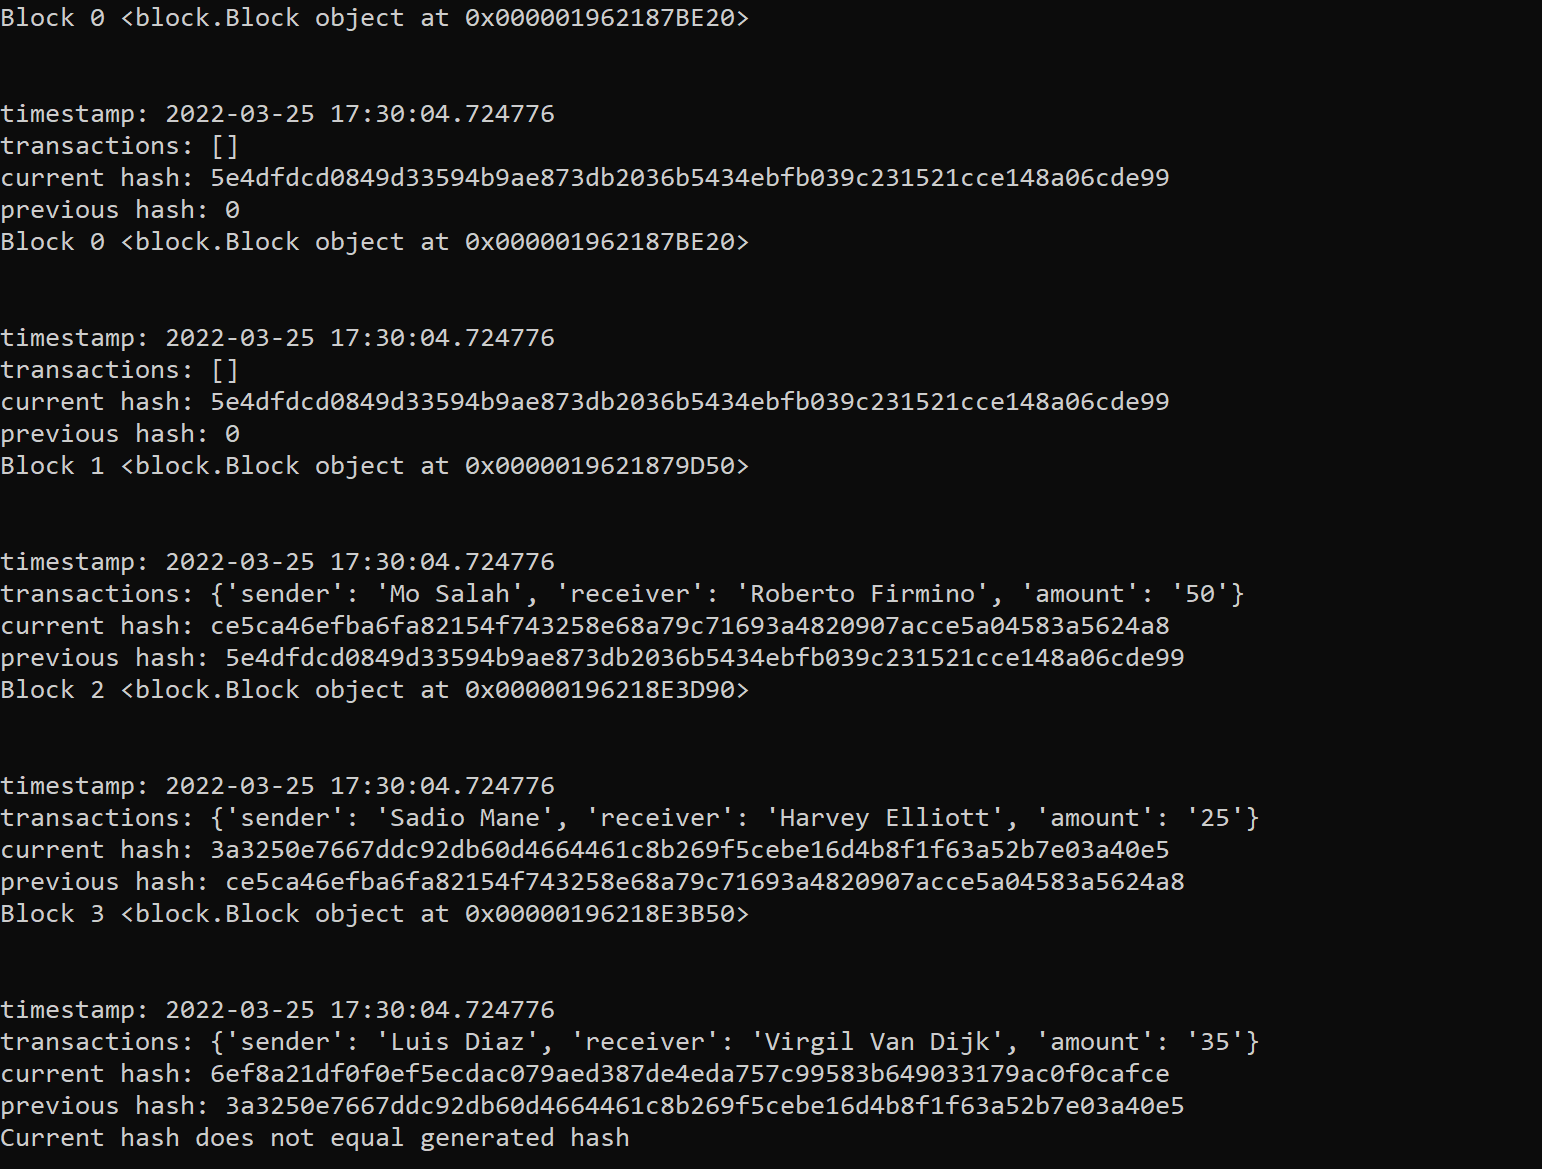 Block 0 <block.Block object at 0x000001962187BE20>
timestamp: 2022-03-25 17:30:04.724776
transactions: []
current hash: 5e4dfdcd0849d33594b9ae873db2036b5434ebfb039c231521cce148a06cde99
previous hash: 0
Block 0 <block.Block object at 0x000001962187BE20>
timestamp: 2022-03-25 17:30:04.724776
transactions: []
current hash: 5e4dfdcd0849d33594b9ae873db2036b5434ebfb039c231521cce148a06cde99
previous hash: 0
Block 1 <block.Block object at 0x0000019621879D50>
timestamp: 2022-03-25 17:30:04.724776
transactions: {'sender': 'Mo Salah', 'receiver': 'Roberto Firmino', 'amount': '50'}
current hash: ce5ca46efba6fa82154f743258e68a79c71693a4820907acce5a04583a5624a8
previous hash: 5e4dfdcd0849d33594b9ae873db2036b5434ebfb039c231521cce148a06cde99
Block 2 <block.Block object at 0x00000196218E3D90>
timestamp: 2022-03-25 17:30:04.724776
transactions: {'sender': 'Sadio Mane', 'receiver': 'Harvey Elliott', 'amount': '25'}
current hash: 3a3250e7667ddc92db60d4664461c8b269f5cebe16d4b8f1f63a52b7e03a40e5
previous hash: ce5ca46efba6fa82154f743258e68a79c71693a4820907acce5a04583a5624a8
Block 3 <block.Block object at 0x00000196218E3B50>
timestamp: 2022-03-25 17:30:04.724776
transactions: {'sender': 'Luis Diaz', 'receiver': 'Virgil Van Dijk', 'amount': '35'}
current hash: 6ef8a21df0f0ef5ecdac079aed387de4eda757c99583b649033179ac0f0cafce
previous hash: 3a3250e7667ddc92db60d4664461c8b269f5cebe16d4b8f1f63a52b7e03a40e5
Current hash does not equal generated hash